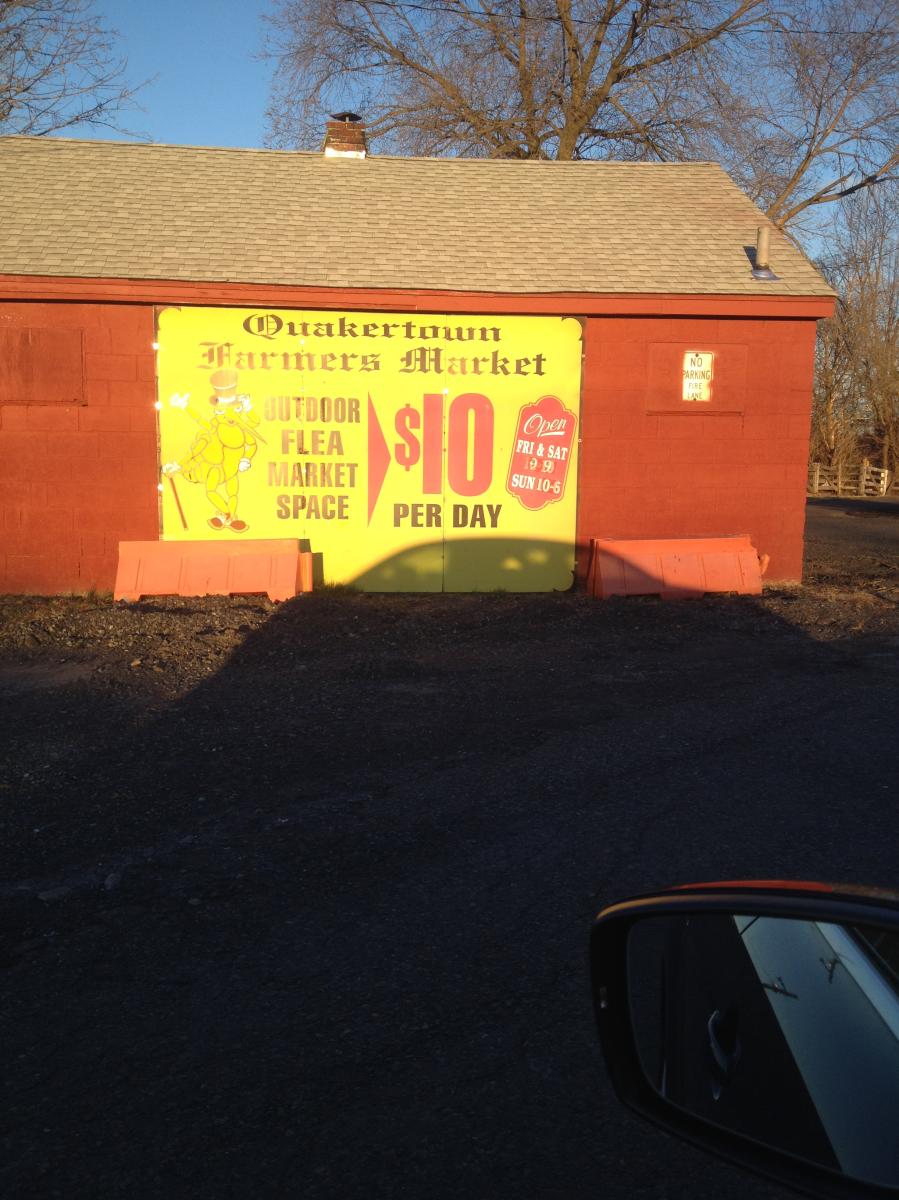 Quakertown
Farmers Market
OUTDOOR
FLEA
MARKET
SPACE
$10
PER DAY
Open
FRI & SAT
SUN 10-6
NO
PARKING
FIRE
LANE